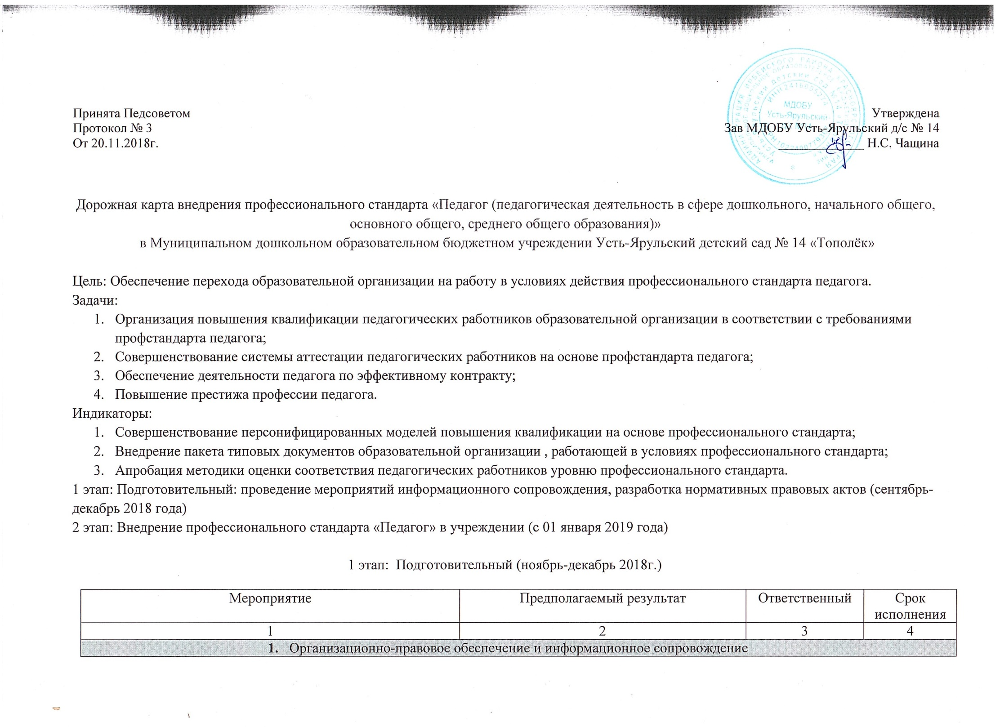 Принята Педсоветом
Протокол № 3
От 20.11.2018г.
Утверждена
Зав МДОБУ Усть-Ярульский д/с № 14
Н.С. Чащина
МДОБУ
Усть-Ярульский
ИНН 2416005274
Дорожная карта внедрения профессионального стандарта «Педагог (педагогическая деятельность в сфере дошкольного, начального общего,
основного общего, среднего общего образования)»
в Муниципальном дошкольном образовательном бюджетном учреждении Усть-Ярульский детский сад № 14 «Тополёк»
Цель: Обеспечение перехода образовательной организации на работу в условиях действия профессионального стандарта педагога.
Задачи:
1. Организация повышения квалификации педагогических работников образовательной организации в соответствии с требованиями
профстандарта педагога;
2. Совершенствование системы аттестации педагогических работников на основе профстандарта педагога;
3. Обеспечение деятельности педагога по эффективному контракту;
4. Повышение престижа профессии педагога.
Индикаторы:
1. Совершенствование персонифицированных моделей повышения квалификации на основе профессионального стандарта;
2. Внедрение пакета типовых документов образовательной организации , работающей в условиях профессионального стандарта;
3. Апробация методики оценки соответствия педагогических работников уровню профессионального стандарта.
1 этап: Подготовительный: проведение мероприятий информационного сопровождения, разработка нормативных правовых актов (сентябрь-
декабрь 2018 года)
2 этап: Внедрение профессионального стандарта «Педагог» в учреждении (с 01 января 2019 года)
1 этап: Подготовительный (ноябрь-декабрь 2018г.)
Мероприятие Предполагаемый результат Ответственный Срок
исполнения
1 2 3 4
1. Организационно-правовое обеспечение и информационное сопровождение